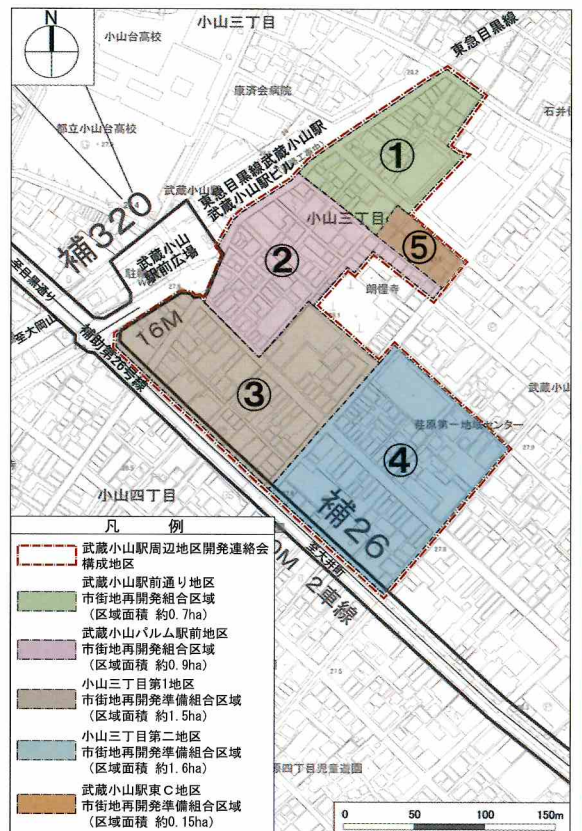 N
小山三丁目
小山台高校
東急目黒線
康済会病院
都立小山台高校
東急目黒線武蔵小山駅
武蔵小山駅ビル
補320
武蔵小山
駅前広場
小山三丁目
①
②
③
④
⑤
朗惺寺
至目黒通り
至大岡山
補助第26号線
16M
荏原第一地域センター
小山四丁目
補26
至大井町
2車線
凡 例
武蔵小山駅周辺地区開発連絡会
構成地区
武蔵小山駅前通り地区
市街地再開発組合区域
(区域面積 約0.7ha)
武蔵小山パルム駅前地区
市街地再開発組合区域
(区域面積 約0.9ha)
小山三丁目第1地区
市街地再開発準備組合区域
(区域面積 約1.5ha)
小山三丁目第二地区
市街地再開発準備組合区域
(区域面積 約1.6ha)
武蔵小山駅東C地区
市街地再開発準備組合区域
(区域面積 約0.15ha)
四丁目児童遊園
0 50 100 150m